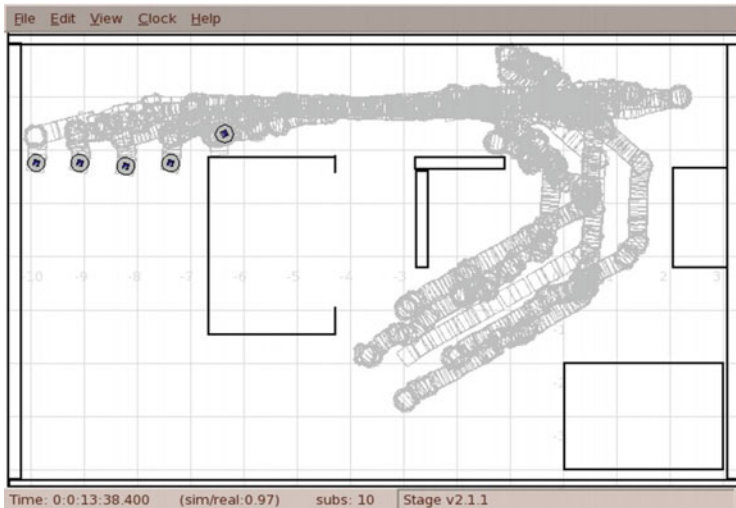 File Edit View Clock Help
-10 -9 -8 -7 -6 -5 -4 -3 2 3
Time: 0:0:13:38.400 (sim/real:0.97) subs: 10 Stage v2.1.1